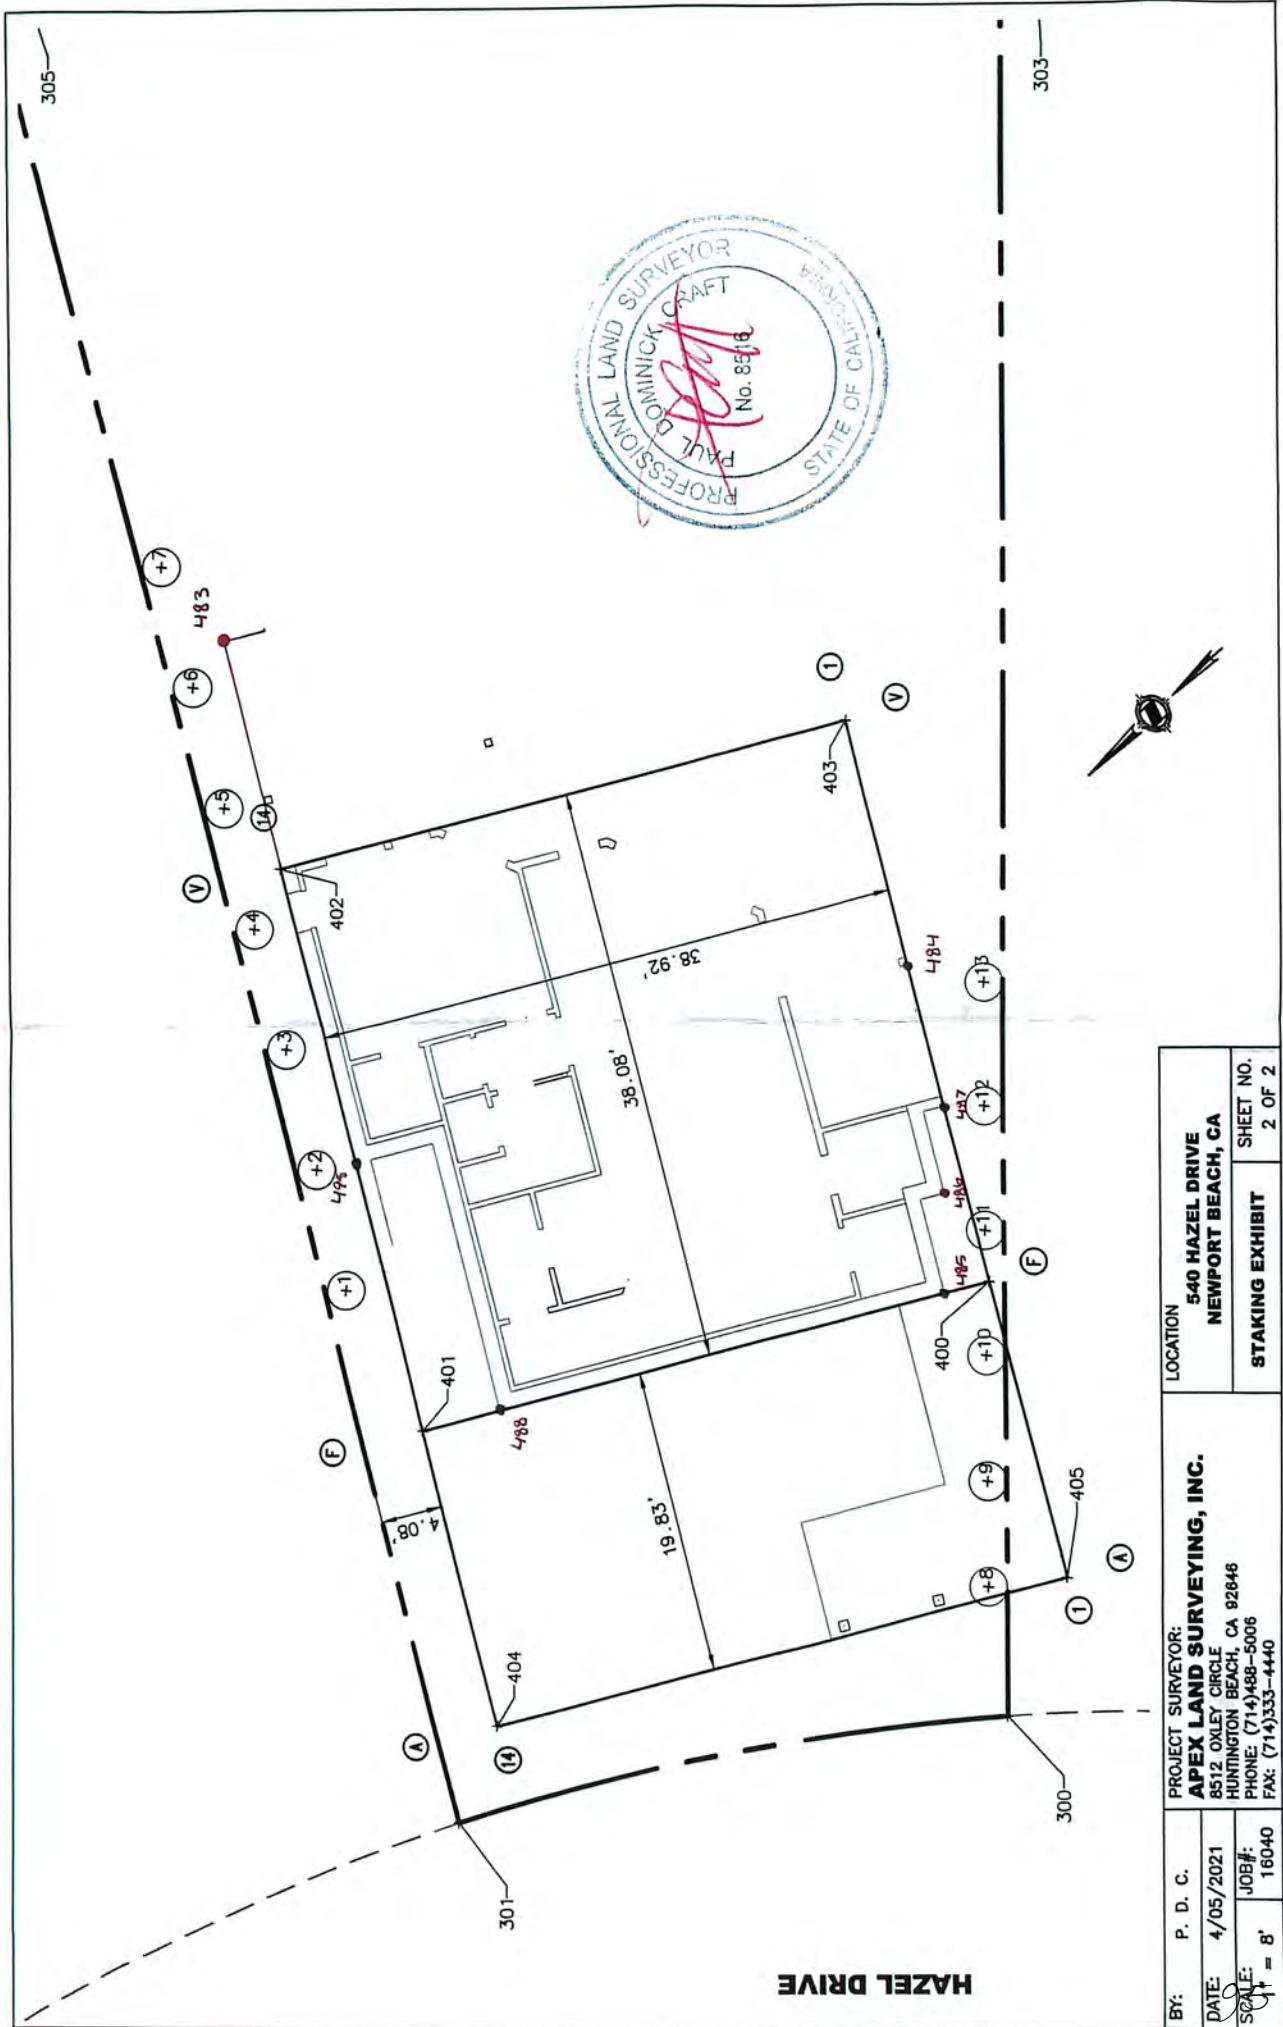 305
303
+7
483
+6
+5
14
V
+4
402
+3
+2
495
+1
401
F
488
4.08'
19.83'
38.92'
38.08'
1
V
403
484
+13
487
+12
486
+11
485
F
400
+10
+9
405
+8
1
A
404
14
A
301
300
HAZEL DRIVE
PROFESSIONAL LAND SURVEYOR
PAUL DOMINICK CRAFT
No. 8516
STATE OF CALIFORNIA
BY: P. D. C.
DATE: 4/05/2021
SCALE: 1" = 8'
JOB#: 16040
PROJECT SURVEYOR:
APEX LAND SURVEYING, INC.
8512 OXLEY CIRCLE
HUNTINGTON BEACH, CA 92646
PHONE: (714)488-5006
FAX: (714)333-4440
LOCATION
540 HAZEL DRIVE
NEWPORT BEACH, CA
STAKING EXHIBIT
SHEET NO.
2 OF 2